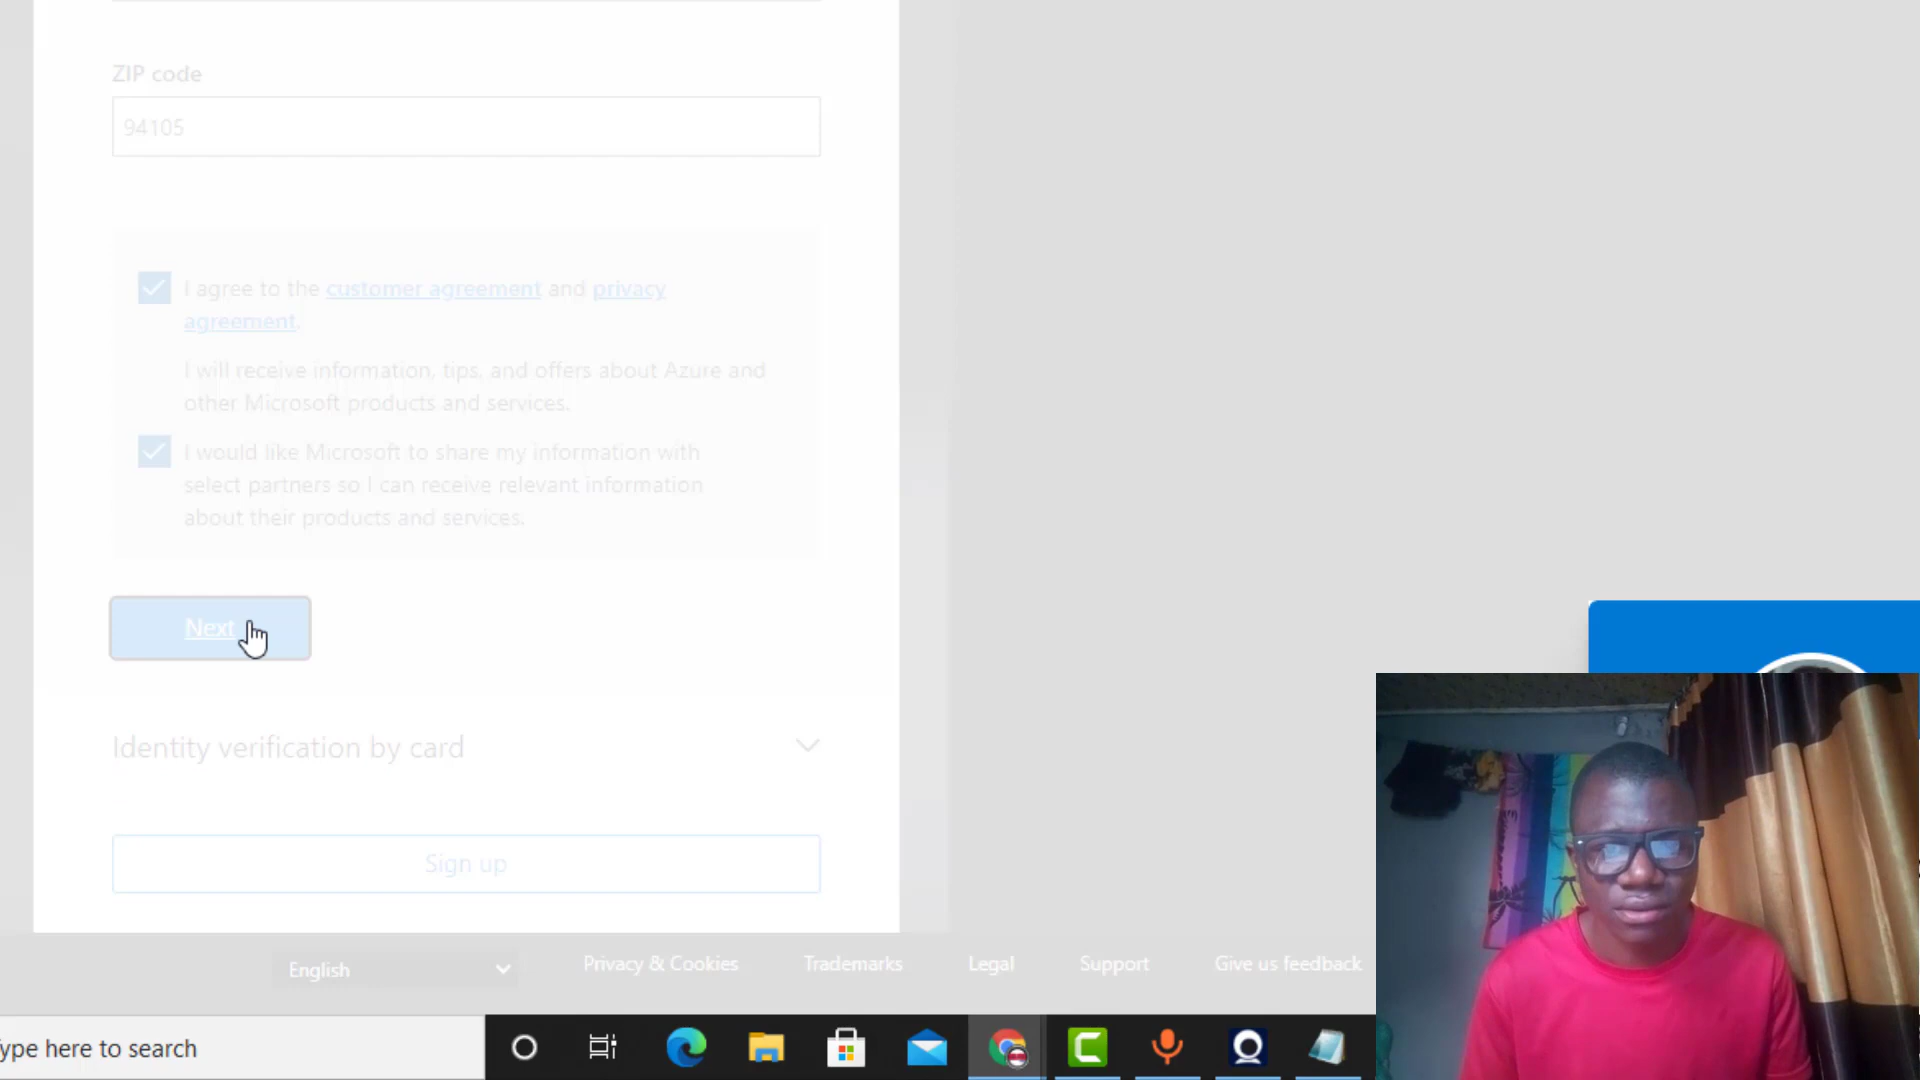 ZIP code
94105
I agree to the customer agreement and privacy
agreement.
I will receive information, tips, and offers about Azure and
other Microsoft products and services.
I would like Microsoft to share my information with
select partners so I can receive relevant information
about their products and services.
Next
Identity verification by card
Sign up
English
Privacy & Cookies
Trademarks
Legal
Support
Give us feedback
ype here to search